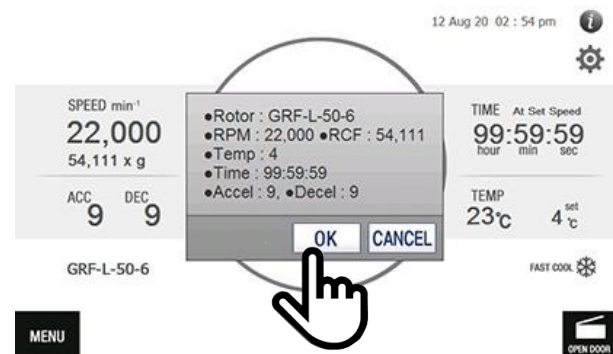 12 Aug 20 02 : 54 pm
i
SPEED min⁻¹
22,000
54,111 x g
ACC 9 DEC 9
GRF-L-50-6
MENU
●Rotor : GRF-L-50-6
●RPM : 22,000 ●RCF : 54,111
●Temp : 4
●Time : 99:59:59
●Accel : 9, ●Decel : 9
OK CANCEL
TIME At Set Speed
99:59:59
hour min sec
TEMP
23℃ 4 set ℃
FAST COOL
OPEN DOOR